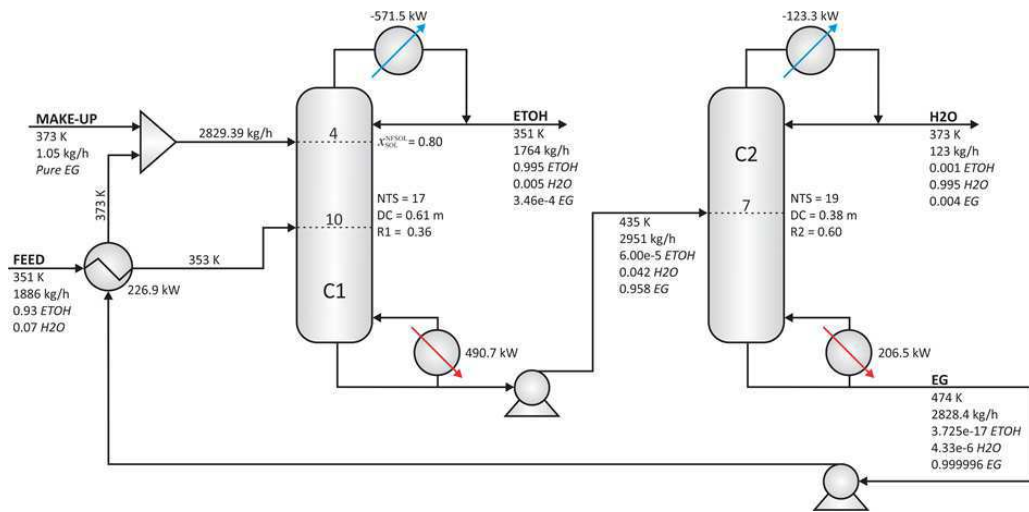 -571.5 kW
-123.3 kW
MAKE-UP
373 K
1.05 kg/h
Pure EG
2829.39 kg/h
4
x_SOL^NFSOL = 0.80
ETOH
351 K
1764 kg/h
0.995 ETOH
0.005 H2O
3.46e-4 EG
C2
H2O
373 K
123 kg/h
0.001 ETOH
0.995 H2O
0.004 EG
373 K
10
NTS = 17
DC = 0.61 m
R1 = 0.36
7
NTS = 19
DC = 0.38 m
R2 = 0.60
FEED
351 K
1886 kg/h
0.93 ETOH
0.07 H2O
226.9 kW
353 K
C1
435 K
2951 kg/h
6.00e-5 ETOH
0.042 H2O
0.958 EG
490.7 kW
206.5 kW
EG
474 K
2828.4 kg/h
3.725e-17 ETOH
4.33e-6 H2O
0.999996 EG